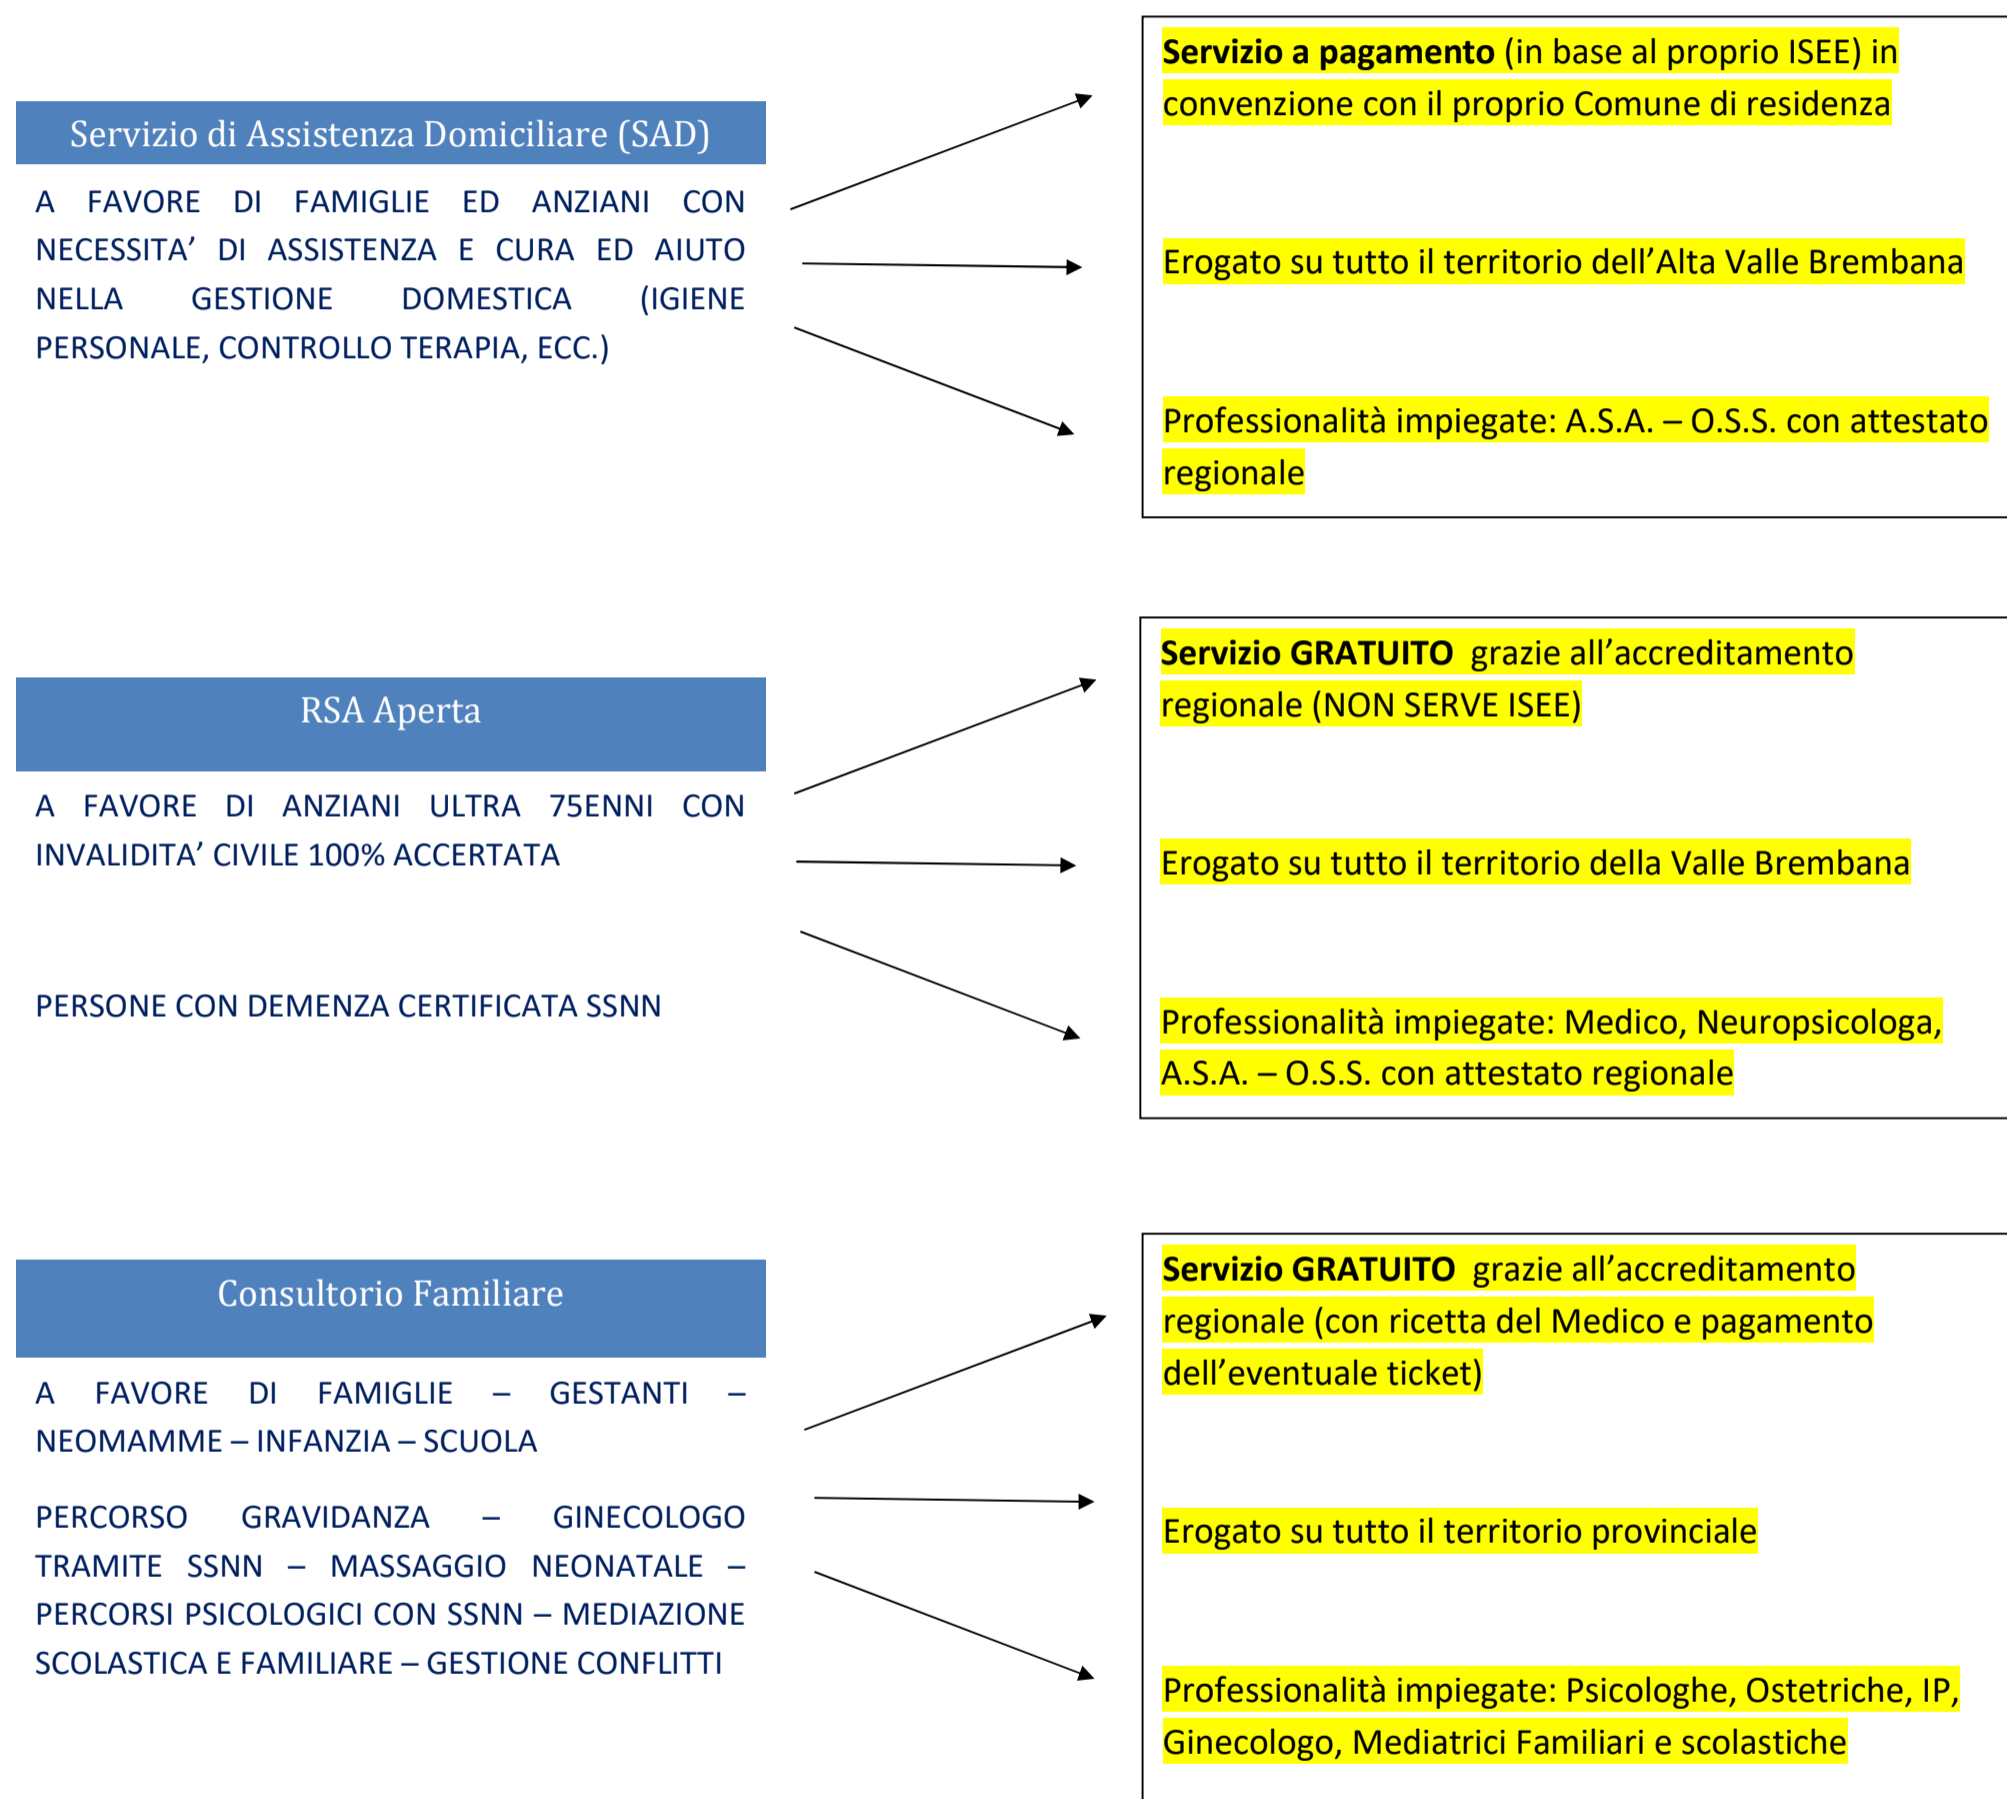 Servizio di Assistenza Domiciliare (SAD)
A FAVORE DI FAMIGLIE ED ANZIANI CON
NECESSITA’ DI ASSISTENZA E CURA ED AIUTO
NELLA GESTIONE DOMESTICA (IGIENE
PERSONALE, CONTROLLO TERAPIA, ECC.)
Servizio a pagamento (in base al proprio ISEE) in
convenzione con il proprio Comune di residenza
Erogato su tutto il territorio dell’Alta Valle Brembana
Professionalità impiegate: A.S.A. – O.S.S. con attestato
regionale
RSA Aperta
A FAVORE DI ANZIANI ULTRA 75ENNI CON
INVALIDITA’ CIVILE 100% ACCERTATA
PERSONE CON DEMENZA CERTIFICATA SSNN
Servizio GRATUITO grazie all’accreditamento
regionale (NON SERVE ISEE)
Erogato su tutto il territorio della Valle Brembana
Professionalità impiegate: Medico, Neuropsicologa,
A.S.A. – O.S.S. con attestato regionale
Consultorio Familiare
A FAVORE DI FAMIGLIE – GESTANTI –
NEOMAMME – INFANZIA – SCUOLA
PERCORSO GRAVIDANZA – GINECOLOGO
TRAMITE SSNN – MASSAGGIO NEONATALE –
PERCORSI PSICOLOGICI CON SSNN – MEDIAZIONE
SCOLASTICA E FAMILIARE – GESTIONE CONFLITTI
Servizio GRATUITO grazie all’accreditamento
regionale (con ricetta del Medico e pagamento
dell’eventuale ticket)
Erogato su tutto il territorio provinciale
Professionalità impiegate: Psicologhe, Ostetriche, IP,
Ginecologo, Mediatrici Familiari e scolastiche